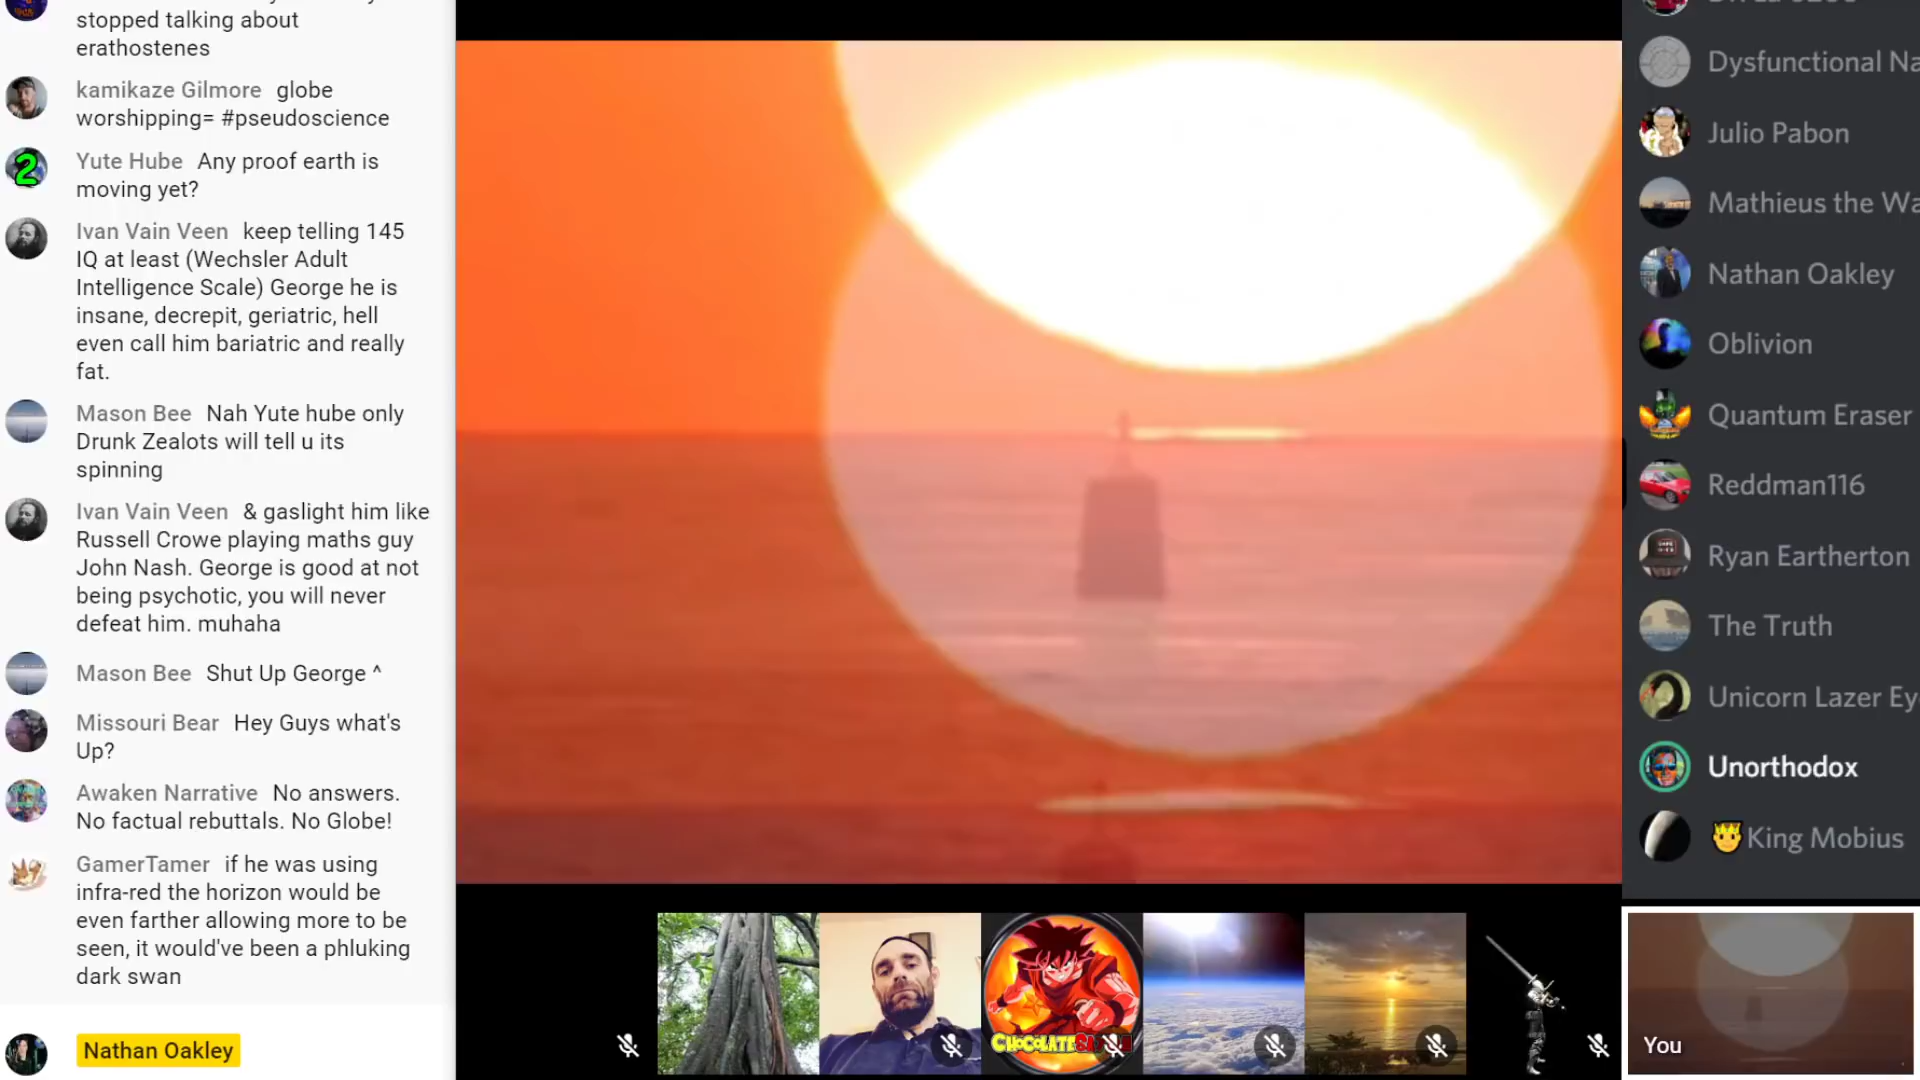 stopped talking about
erathostenes
kamikaze Gilmore globe
worshipping= #pseudoscience
Yute Hube Any proof earth is
moving yet?
Ivan Vain Veen keep telling 145
IQ at least (Wechsler Adult
Intelligence Scale) George he is
insane, decrepit, geriatric, hell
even call him bariatric and really
fat.
Mason Bee Nah Yute hube only
Drunk Zealots will tell u its
spinning
Ivan Vain Veen & gaslight him like
Russell Crowe playing maths guy
John Nash. George is good at not
being psychotic, you will never
defeat him. muhaha
Mason Bee Shut Up George ^
Missouri Bear Hey Guys what's
Up?
Awaken Narrative No answers.
No factual rebuttals. No Globe!
GamerTamer if he was using
infra-red the horizon would be
even farther allowing more to be
seen, it would've been a phluking
dark swan
Nathan Oakley
2
Dysfunctional Na
Julio Pabon
Mathieus the Wa
Nathan Oakley
Oblivion
Quantum Eraser
Reddman116
Ryan Eartherton
The Truth
Unicorn Lazer Ey
Unorthodox
King Mobius
You